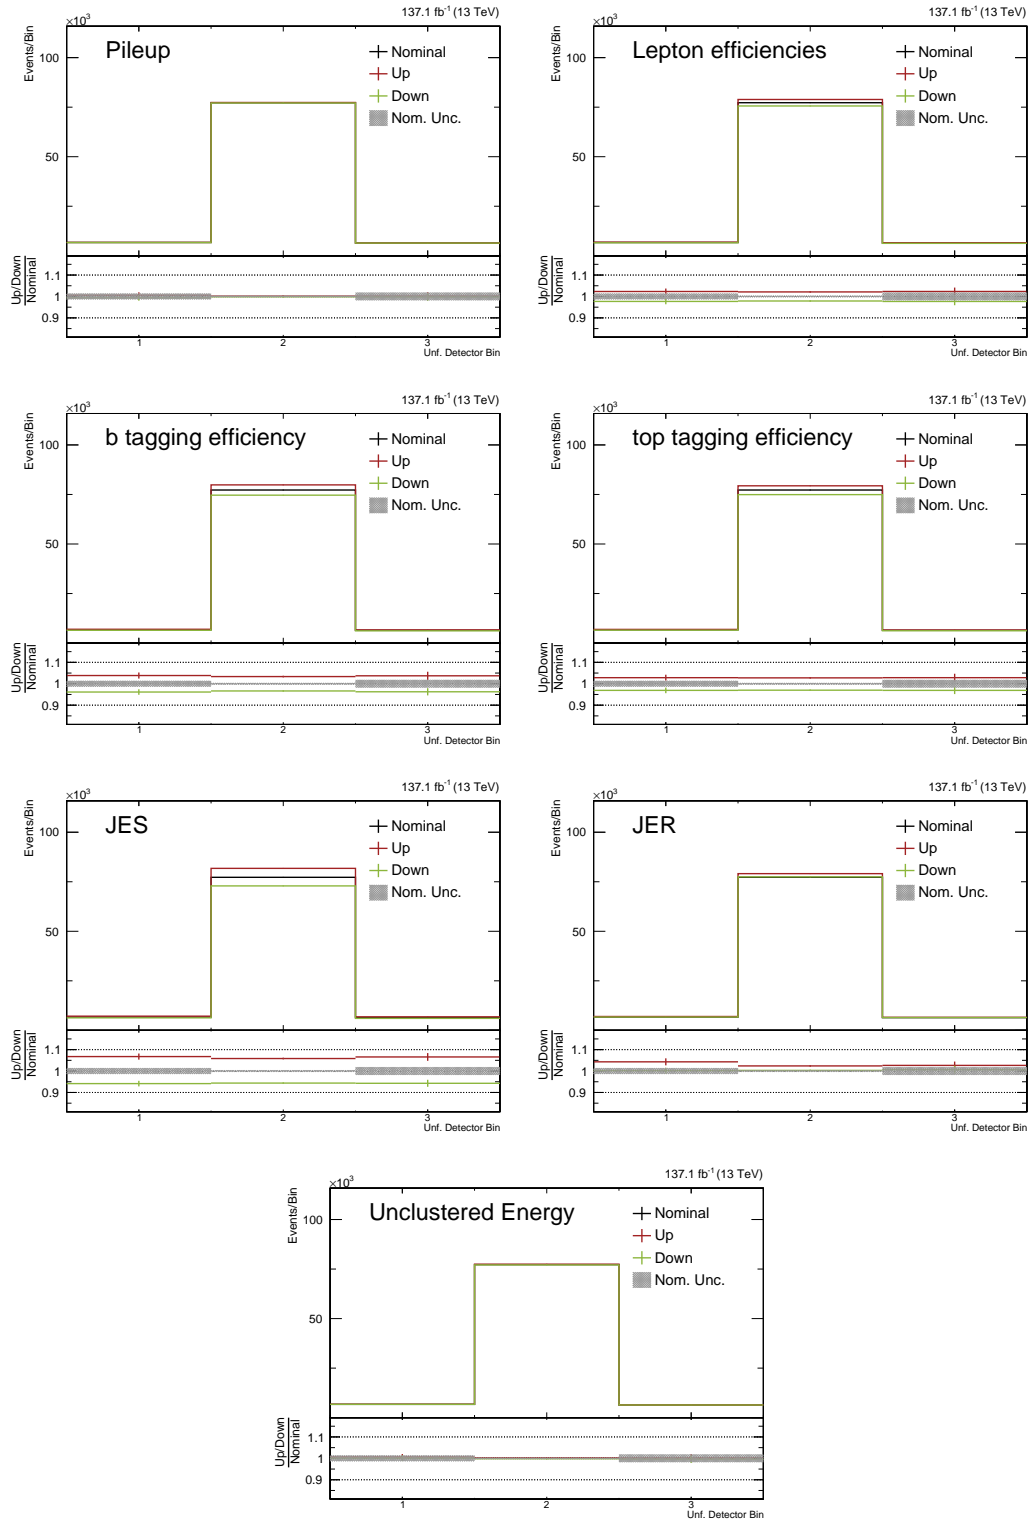 137.1 fb⁻¹ (13 TeV)
×10³
Events/Bin
Pileup
Nominal
Up
Down
Nom. Unc.
100
50
Up/Down
Nominal
1.1
1
0.9
1 2 3
Unf. Detector Bin
137.1 fb⁻¹ (13 TeV)
×10³
Events/Bin
Lepton efficiencies
Nominal
Up
Down
Nom. Unc.
100
50
Up/Down
Nominal
1.1
1
0.9
1 2 3
Unf. Detector Bin
137.1 fb⁻¹ (13 TeV)
×10³
Events/Bin
b tagging efficiency
Nominal
Up
Down
Nom. Unc.
100
50
Up/Down
Nominal
1.1
1
0.9
1 2 3
Unf. Detector Bin
137.1 fb⁻¹ (13 TeV)
×10³
Events/Bin
top tagging efficiency
Nominal
Up
Down
Nom. Unc.
100
50
Up/Down
Nominal
1.1
1
0.9
1 2 3
Unf. Detector Bin
137.1 fb⁻¹ (13 TeV)
×10³
Events/Bin
JES
Nominal
Up
Down
Nom. Unc.
100
50
Up/Down
Nominal
1.1
1
0.9
1 2 3
Unf. Detector Bin
137.1 fb⁻¹ (13 TeV)
×10³
Events/Bin
JER
Nominal
Up
Down
Nom. Unc.
100
50
Up/Down
Nominal
1.1
1
0.9
1 2 3
Unf. Detector Bin
137.1 fb⁻¹ (13 TeV)
×10³
Events/Bin
Unclustered Energy
Nominal
Up
Down
Nom. Unc.
100
50
Up/Down
Nominal
1.1
1
0.9
1 2 3
Unf. Detector Bin